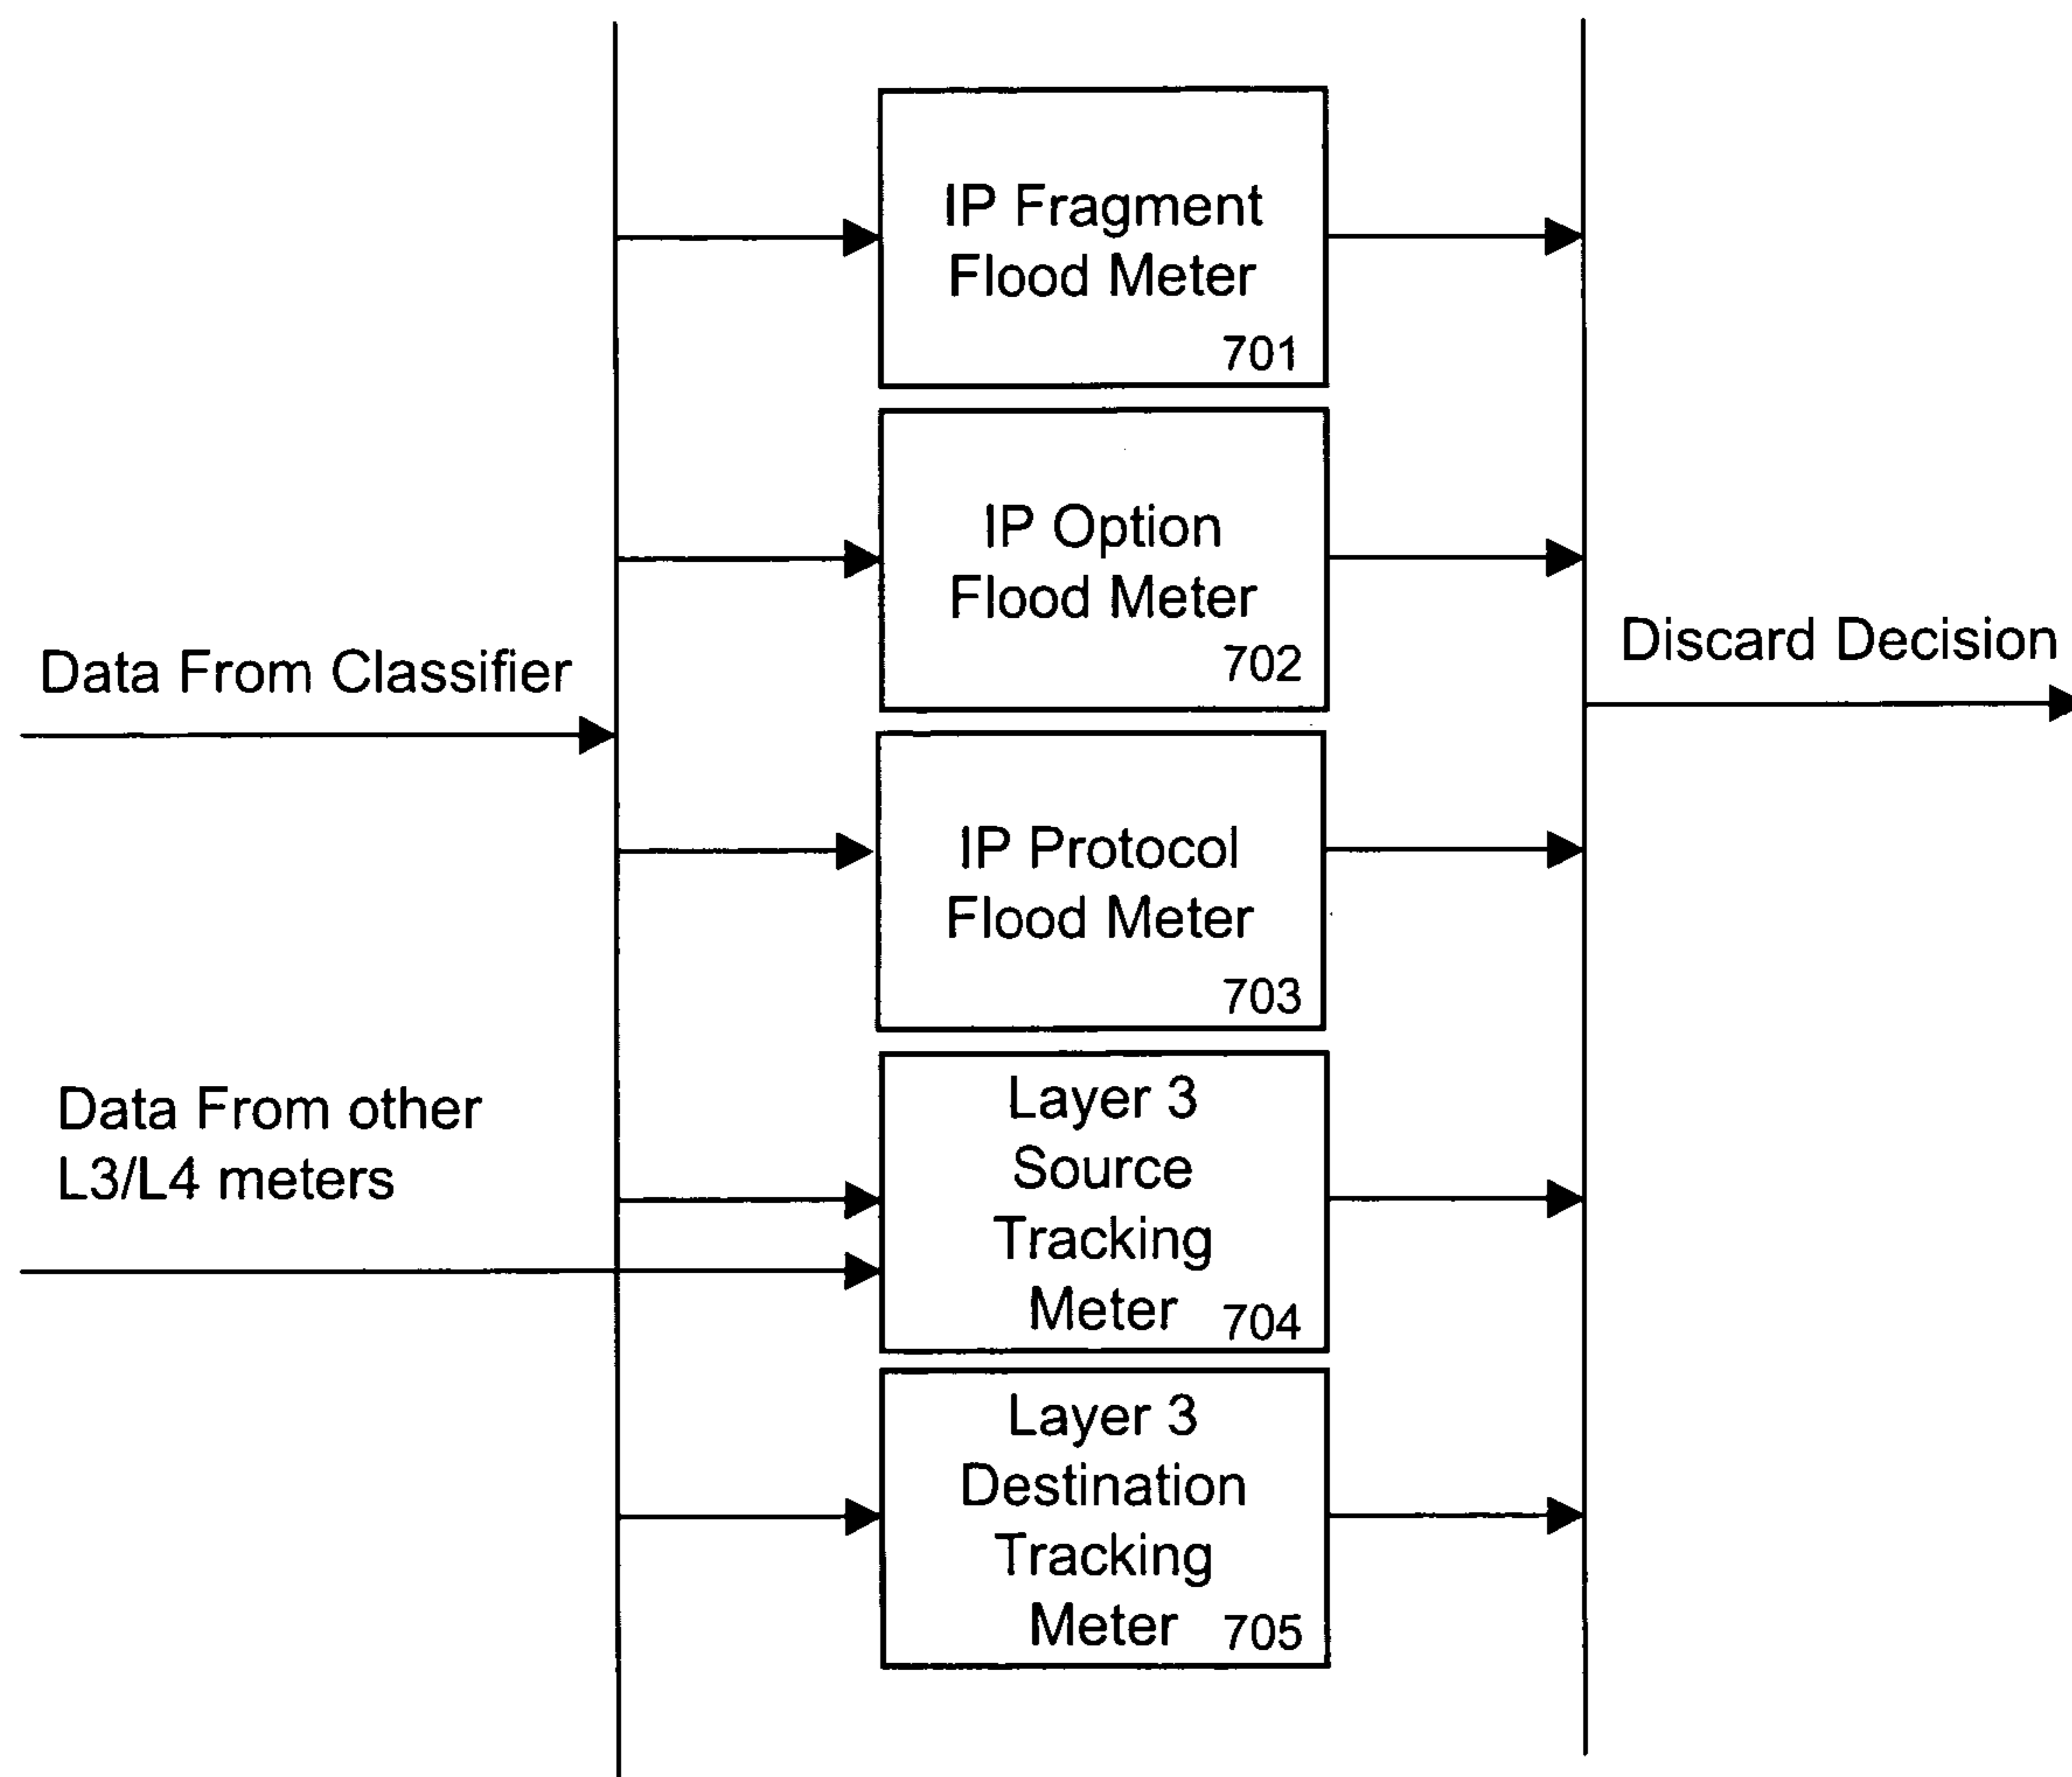 IP Fragment
Flood Meter
701
IP Option
Flood Meter
702
Data From Classifier
Discard Decision
IP Protocol
Flood Meter
703
Data From other
L3/L4 meters
Layer 3
Source
Tracking
Meter 704
Layer 3
Destination
Tracking
Meter 705